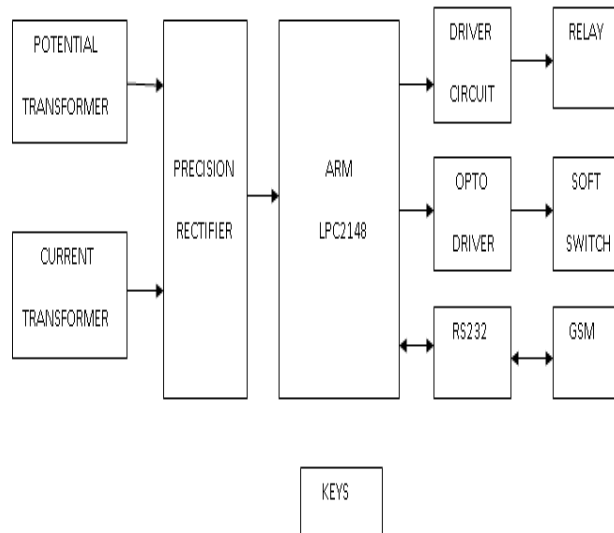 POTENTIAL
TRANSFORMER
CURRENT
TRANSFORMER
PRECISION
RECTIFIER
ARM
LPC2148
DRIVER
CIRCUIT
RELAY
OPTO
DRIVER
SOFT
SWITCH
RS232
GSM
KEYS